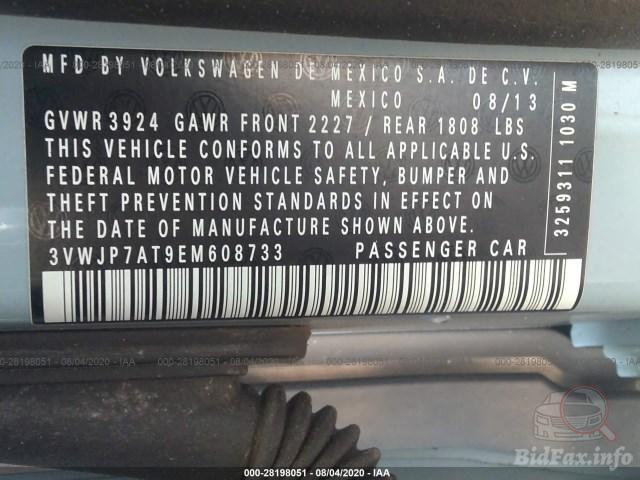 MFD BY VOLKSWAGEN DE MEXICO S.A. DE C.V.
MEXICO 08/13
GVWR 3924 GAWR FRONT 2227 / REAR 1808 LBS
THIS VEHICLE CONFORMS TO ALL APPLICABLE U.S.
FEDERAL MOTOR VEHICLE SAFETY, BUMPER AND
THEFT PREVENTION STANDARDS IN EFFECT ON
THE DATE OF MANUFACTURE SHOWN ABOVE.
3VWJP7AT9EM608733 PASSENGER CAR
3259311 1030 M
000-28198051 - 08/04/2020 - IAA
BidFax.info